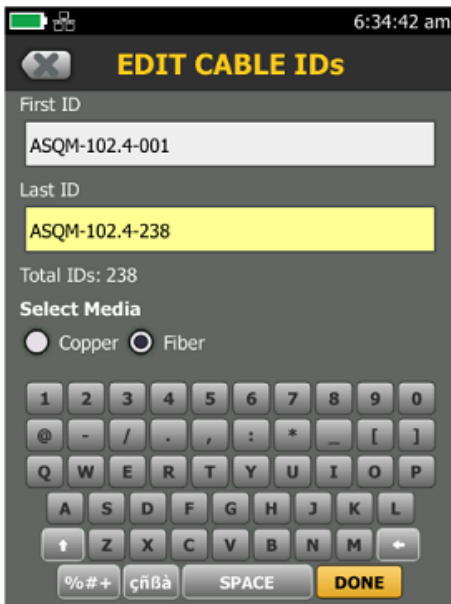 6:34:42 am
EDIT CABLE IDs
First ID
ASQM-102.4-001
Last ID
ASQM-102.4-238
Total IDs: 238
Select Media
Copper Fiber
1 2 3 4 5 6 7 8 9 0
@ - / . , : * _ [ ]
Q W E R T Y U I O P
A S D F G H J K L
Z X C V B N M
%#+ çñßà SPACE DONE